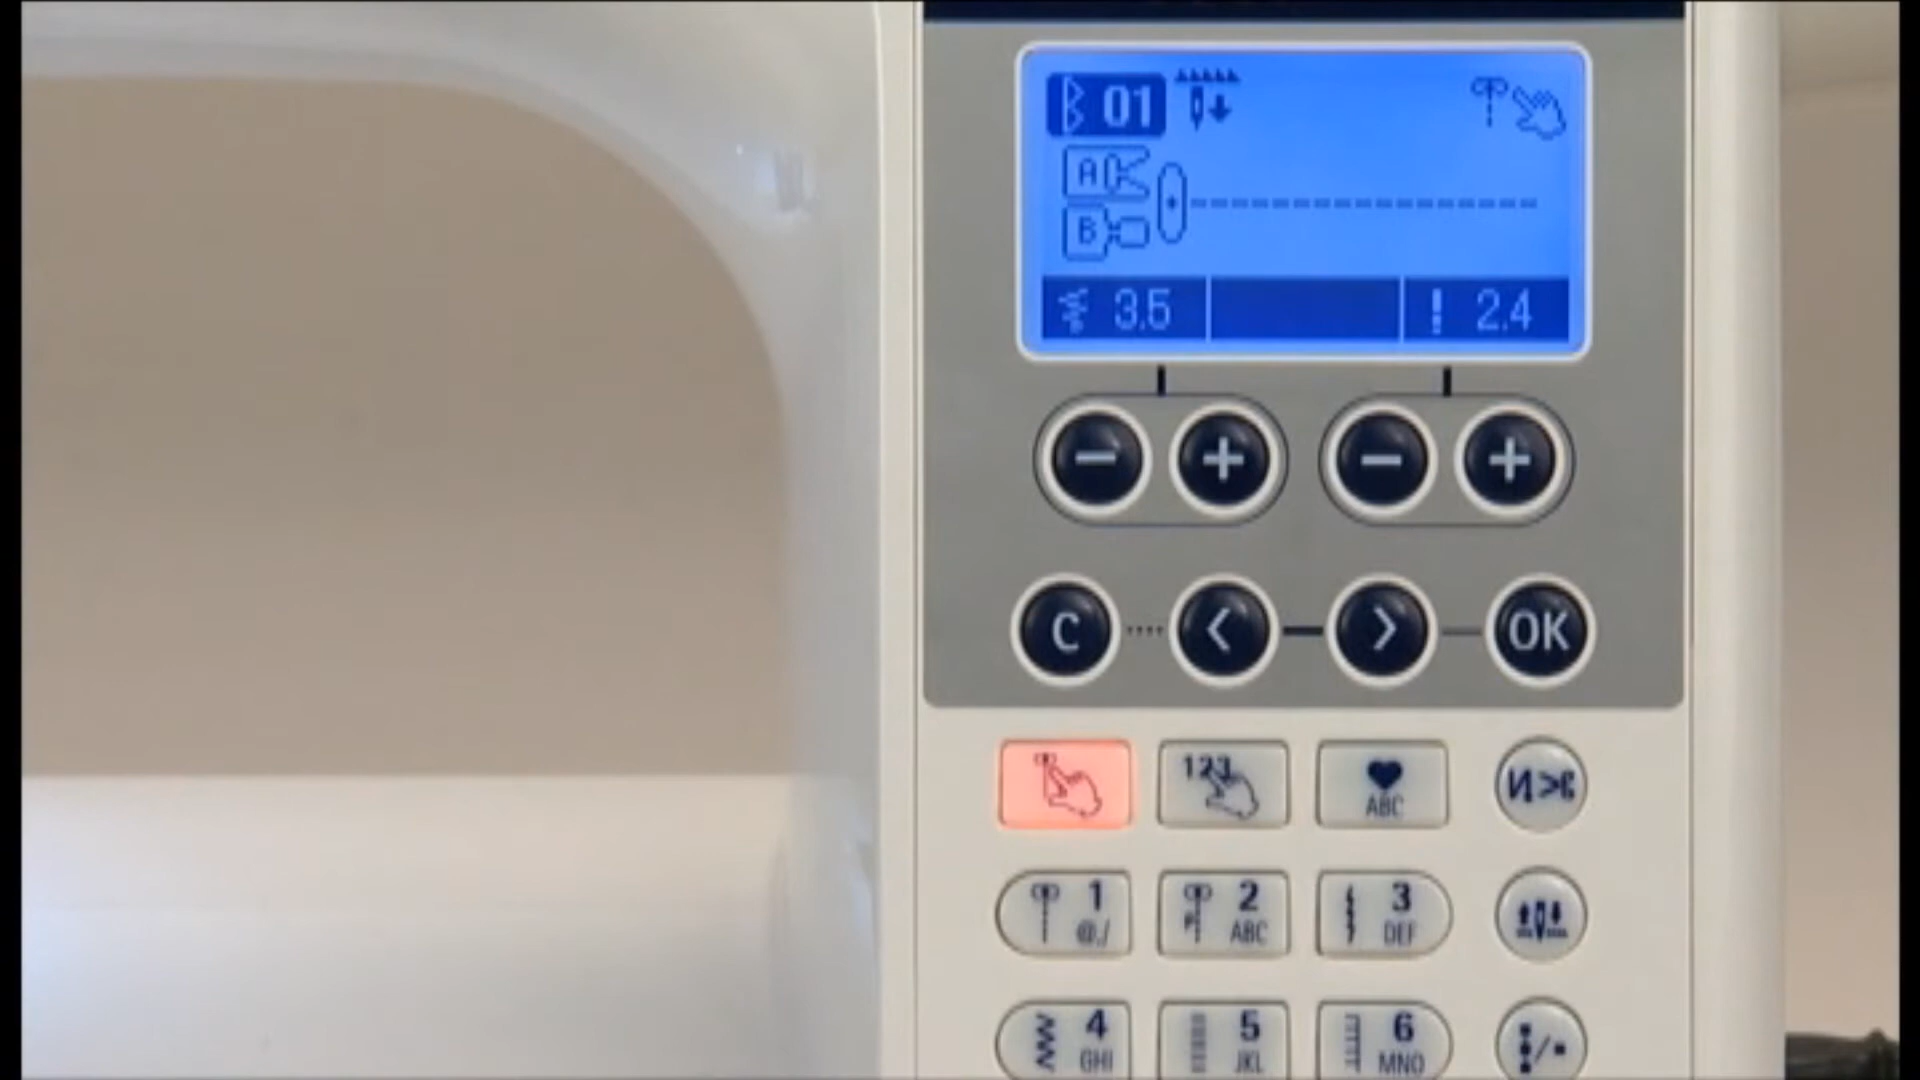 01
A
B
3.5 2.4
− + − +
C < > OK
123 ABC
1 @./ 2 ABC 3 DEF
4 GHI 5 JKL 6 MNO